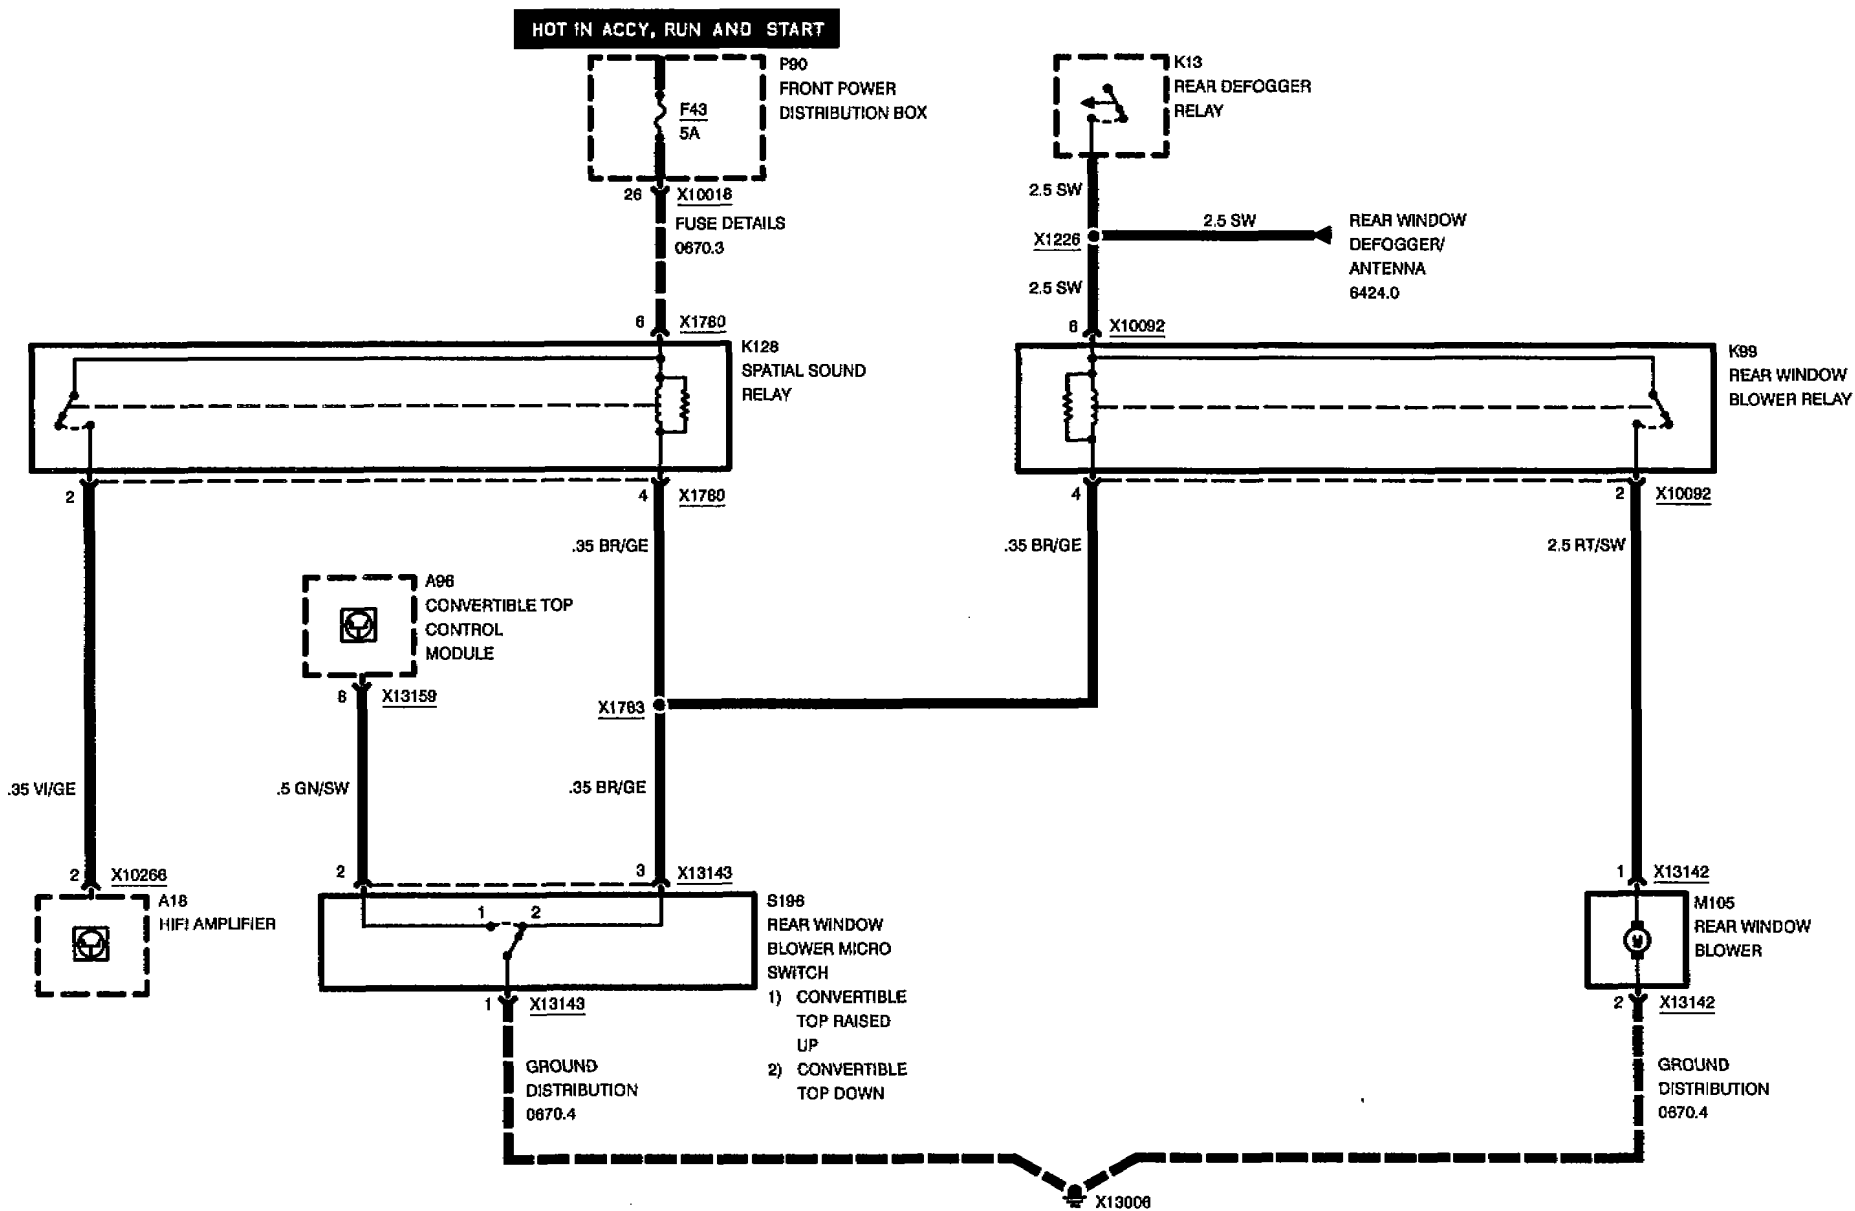 HOT IN ACCY, RUN AND START
P90
FRONT POWER
DISTRIBUTION BOX
F43
5A
26
X10018
FUSE DETAILS
0670.3
K13
REAR DEFOGGER
RELAY
2.5 SW
X1226
2.5 SW
REAR WINDOW
DEFOGGER/
ANTENNA
6424.0
2.5 SW
6
X1780
6
X10092
K128
SPATIAL SOUND
RELAY
K99
REAR WINDOW
BLOWER RELAY
2
4
X1780
4
2
X10092
.35 BR/GE
.35 BR/GE
2.5 RT/SW
A96
CONVERTIBLE TOP
CONTROL
MODULE
8
X13159
X1783
.35 VI/GE
.5 GN/SW
.35 BR/GE
2
X10266
2
3
X13143
1
X13142
A18
HIFI AMPLIFIER
1
2
S196
REAR WINDOW
BLOWER MICRO
SWITCH
1) CONVERTIBLE
TOP RAISED
UP
2) CONVERTIBLE
TOP DOWN
M105
REAR WINDOW
BLOWER
M
1
X13143
2
X13142
GROUND
DISTRIBUTION
0670.4
GROUND
DISTRIBUTION
0670.4
X13006